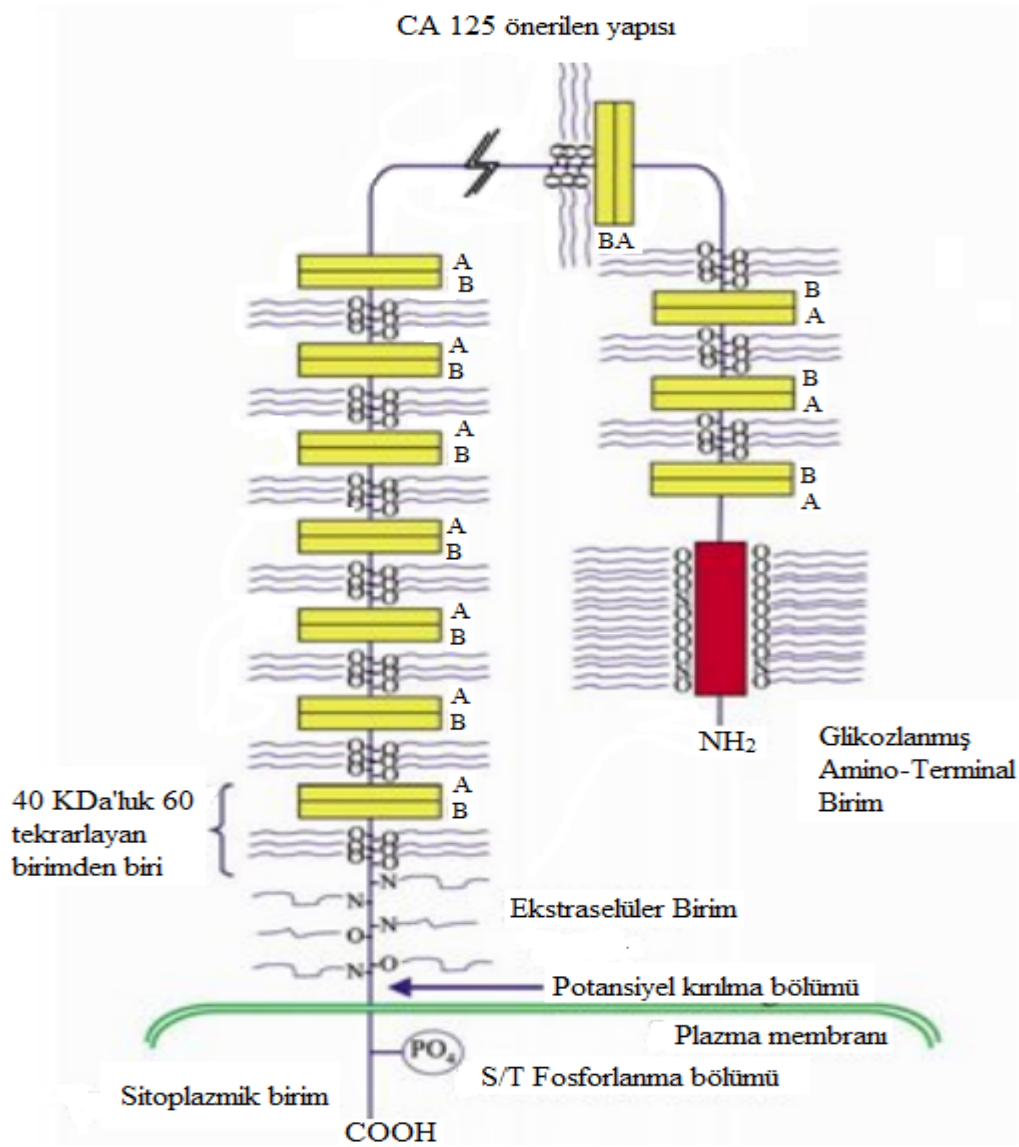 CA 125 önerilen yapısı
BA
A
B
A
B
A
B
A
B
A
B
A
B
A
B
B
A
B
A
B
A
NH2
Glikozlanmış
Amino-Terminal
Birim
40 KDa'luk 60
tekrarlayan
birimden biri
N
N
N
O
O
N
Ekstraselüler Birim
Potansiyel kırılma bölümü
Plazma membranı
PO4
S/T Fosforlanma bölümü
Sitoplazmik birim
COOH